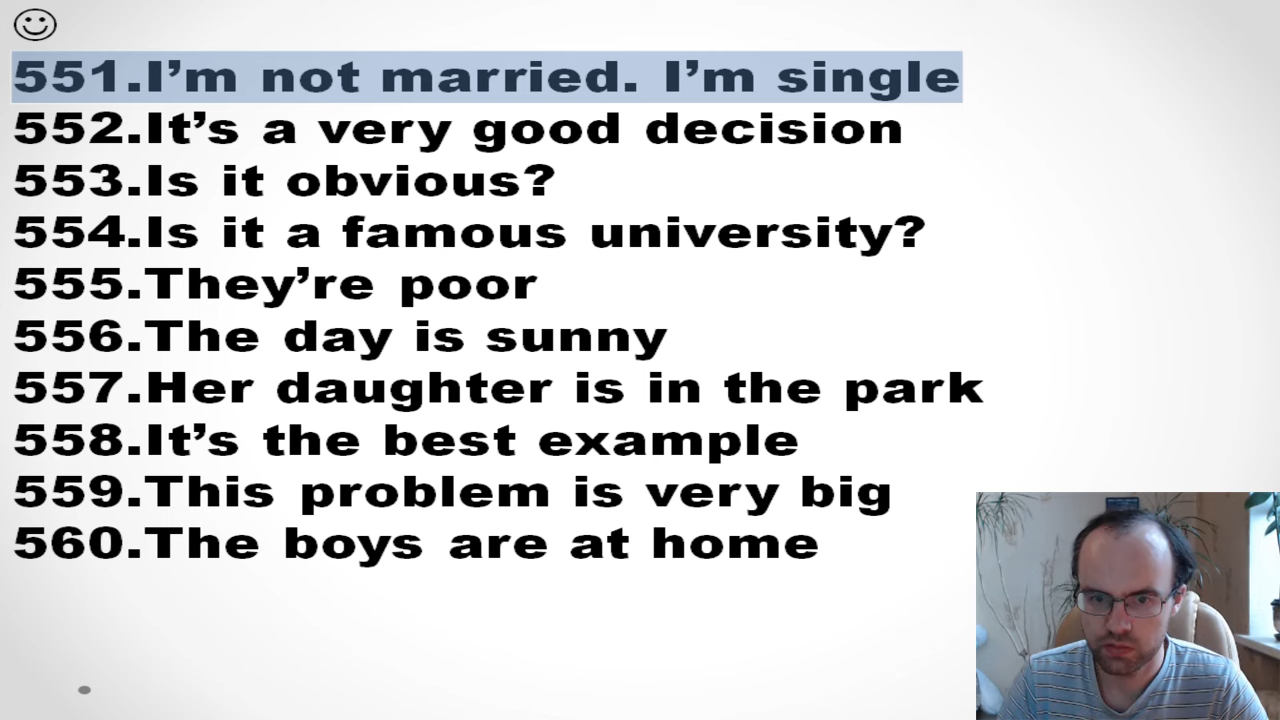 551.I’m not married. I’m single
552.It’s a very good decision
553.Is it obvious?
554.Is it a famous university?
555.They’re poor
556.The day is sunny
557.Her daughter is in the park
558.It’s the best example
559.This problem is very big
560.The boys are at home